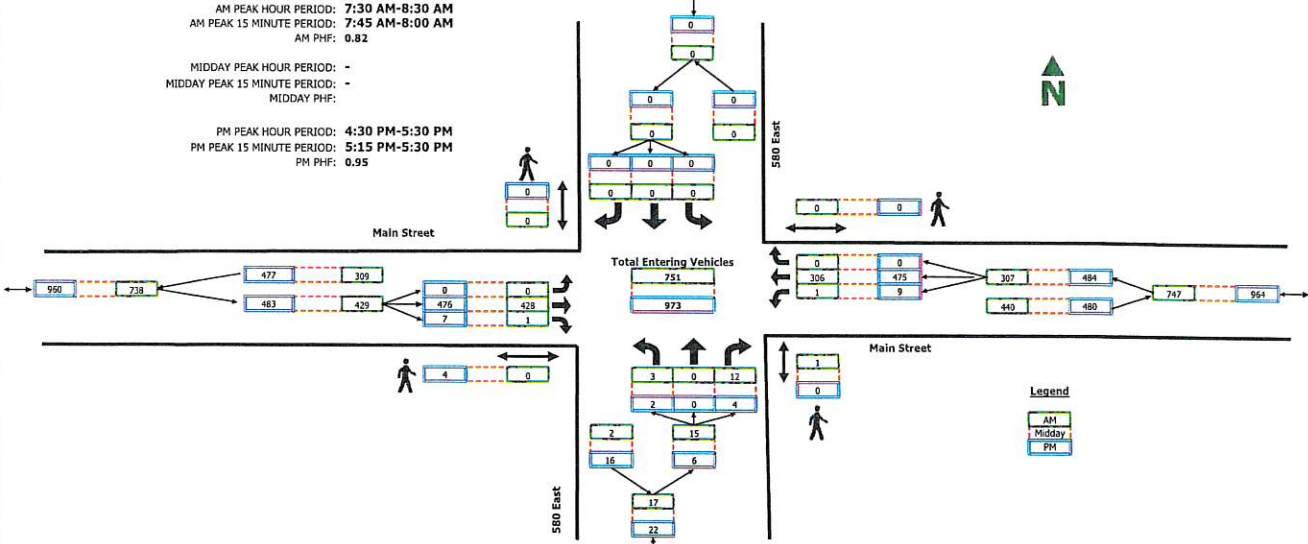 AM PEAK HOUR PERIOD: 7:30 AM-8:30 AM
AM PEAK 15 MINUTE PERIOD: 7:45 AM-8:00 AM
AM PHF: 0.82
MIDDAY PEAK HOUR PERIOD: -
MIDDAY PEAK 15 MINUTE PERIOD: -
MIDDAY PHF:
PM PEAK HOUR PERIOD: 4:30 PM-5:30 PM
PM PEAK 15 MINUTE PERIOD: 5:15 PM-5:30 PM
PM PHF: 0.95
0
0
0 0
0 0
0 0 0
0 0 0
580 East
N
0
0
0 0
Main Street
Total Entering Vehicles
751
973
477 309
960 738
483 429
0 0
476 428
7 1
0 0
306 475
1 9
307 484
440 480
747 964
Main Street
4 0
3 0 12
2 0 4
1
0
2 15
16 6
17
22
580 East
Legend
AM
Midday
PM